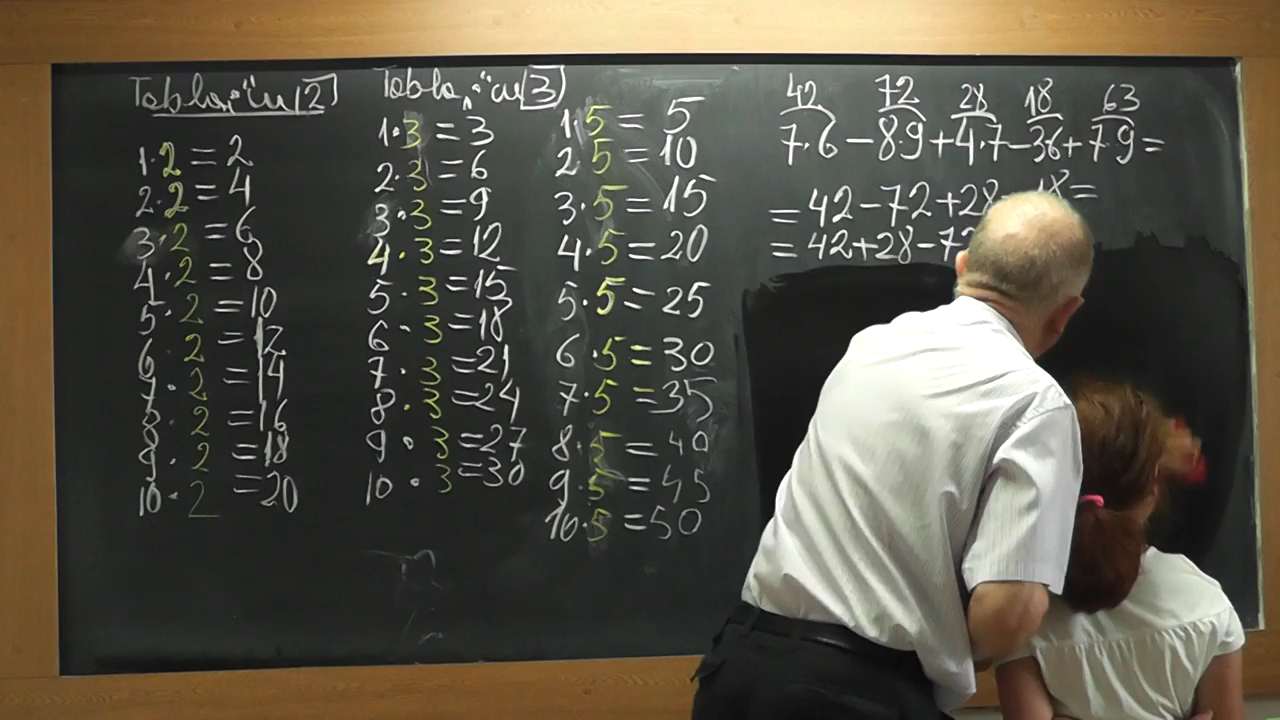 Tabla „cu 2
1·2 = 2
2·2 = 4
3·2 = 6
4·2 = 8
5·2 = 10
6·2 = 12
7·2 = 14
8·2 = 16
9·2 = 18
10·2 = 20
Tabla „cu 3
1·3 = 3
2·3 = 6
3·3 = 9
4·3 = 12
5·3 = 15
6·3 = 18
7·3 = 21
8·3 = 24
9·3 = 27
10·3 = 30
1·5 = 5
2·5 = 10
3·5 = 15
4·5 = 20
5·5 = 25
6·5 = 30
7·5 = 35
8·5 = 40
9·5 = 45
10·5 = 50
42 72 28 18 63
7·6 − 8·9 + 4·7 − 3·6 + 7·9 =
= 42 − 72 + 28 − 18 =
= 42 + 28 − 72